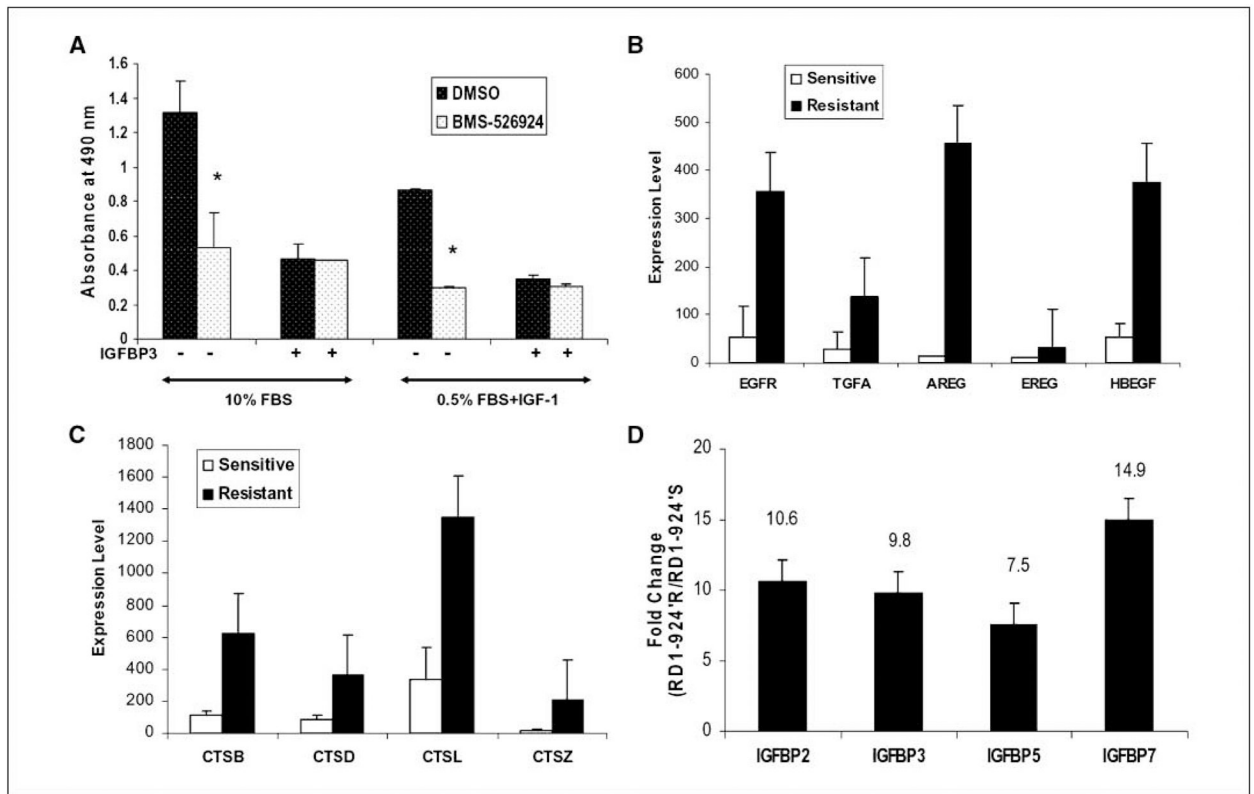 A
Absorbance at 490 nm
1.6
1.4
1.2
1
0.8
0.6
0.4
0.2
0
DMSO
BMS-526924
*
*
IGFBP3 - - + + - - + +
10% FBS 0.5% FBS+IGF-1
B
Expression Level
600
500
400
300
200
100
0
Sensitive
Resistant
EGFR TGFA AREG EREG HBEGF
C
Expression Level
1800
1600
1400
1200
1000
800
600
400
200
0
Sensitive
Resistant
CTSB CTSD CTSL CTSZ
D
Fold Change
(RD1-924'R/RD1-924'S
20
15
10
5
0
10.6
9.8
7.5
14.9
IGFBP2 IGFBP3 IGFBP5 IGFBP7